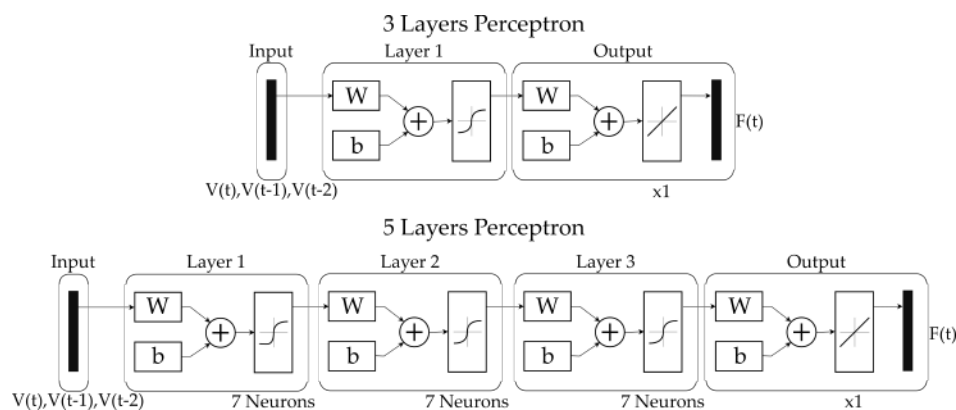 3 Layers Perceptron
Input Layer 1 Output
W W
b b
F(t)
V(t),V(t-1),V(t-2) x1
5 Layers Perceptron
Input Layer 1 Layer 2 Layer 3 Output
W W W W
b b b b
F(t)
V(t),V(t-1),V(t-2) 7 Neurons 7 Neurons 7 Neurons x1